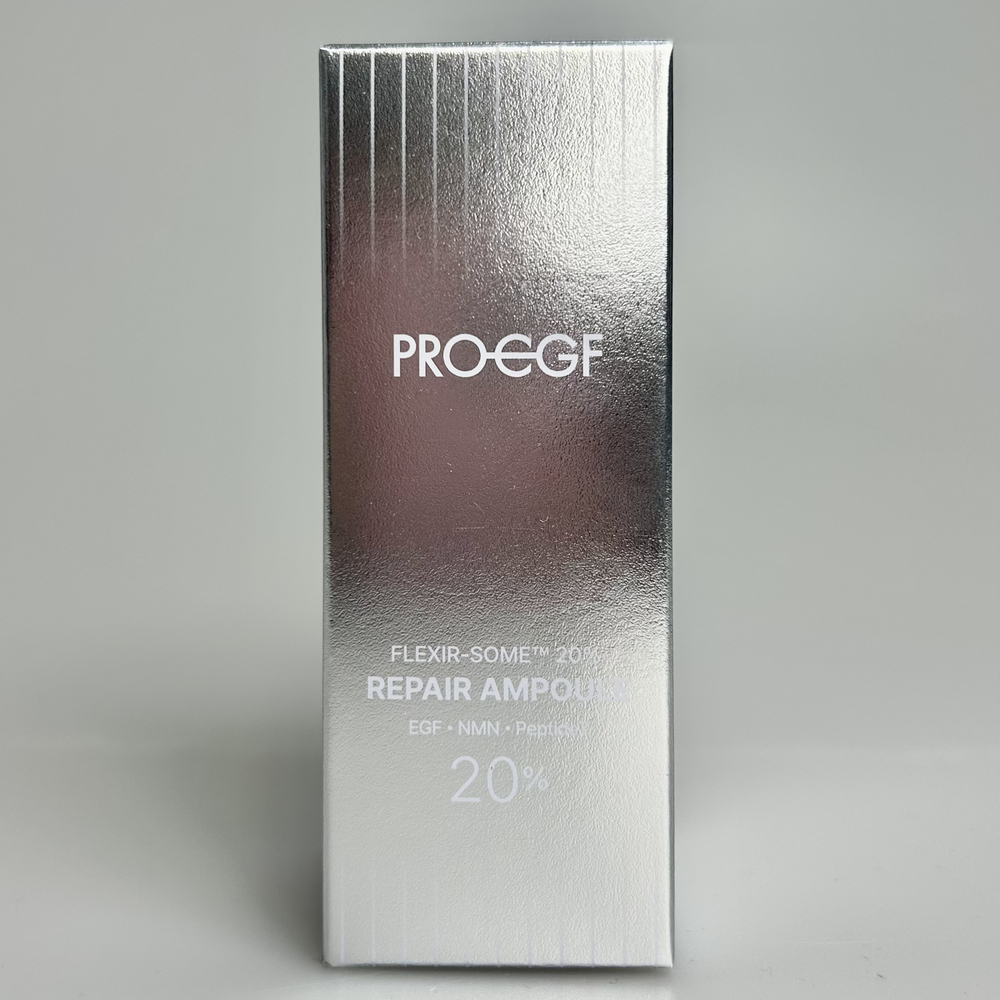 PROEGF
FLEXIR-SOME™ 20%
REPAIR AMPOULE
EGF • NMN • Peptide
20%